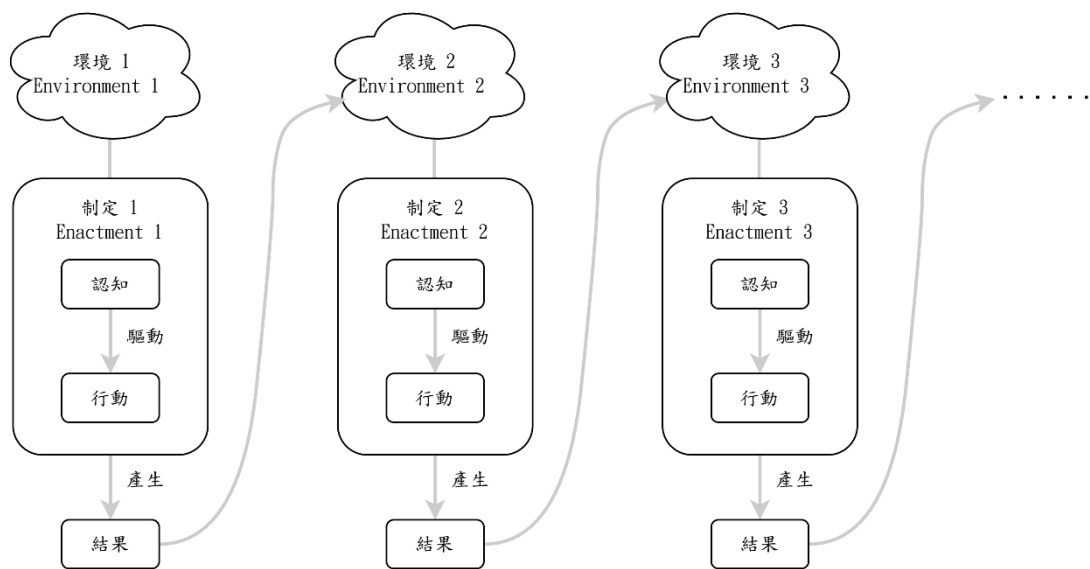 環境 1
Environment 1
環境 2
Environment 2
環境 3
Environment 3
......
制定 1
Enactment 1
制定 2
Enactment 2
制定 3
Enactment 3
認知
認知
認知
驅動
驅動
驅動
行動
行動
行動
產生
產生
產生
結果
結果
結果